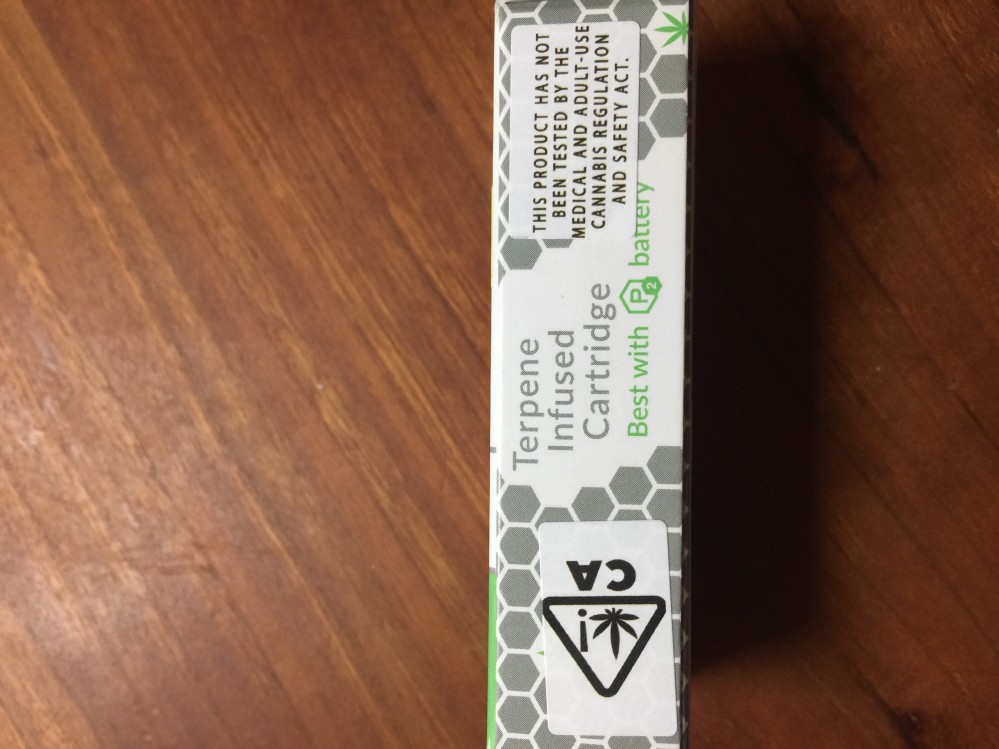 THIS PRODUCT HAS NOT
BEEN TESTED BY THE
MEDICAL AND ADULT-USE
CANNABIS REGULATION
AND SAFETY ACT.
Terpene
Infused
Cartridge
Best with P2 battery
!
CA